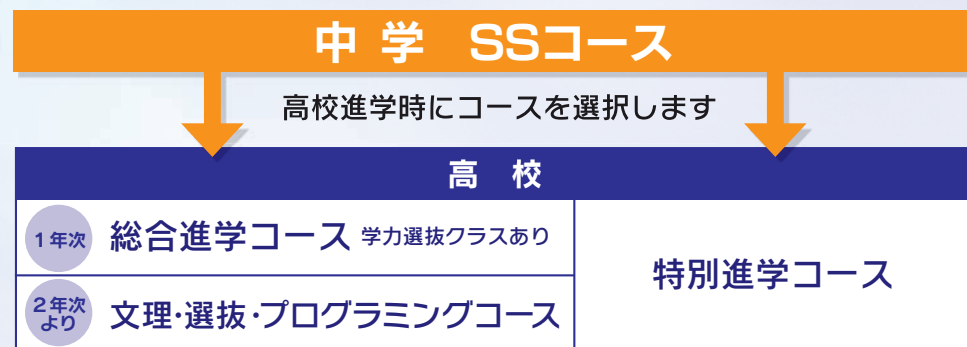 中学 SSコース
高校進学時にコースを選択します
高校
1年次 総合進学コース 学力選抜クラスあり
2年次より 文理・選抜・プログラミングコース
特別進学コース